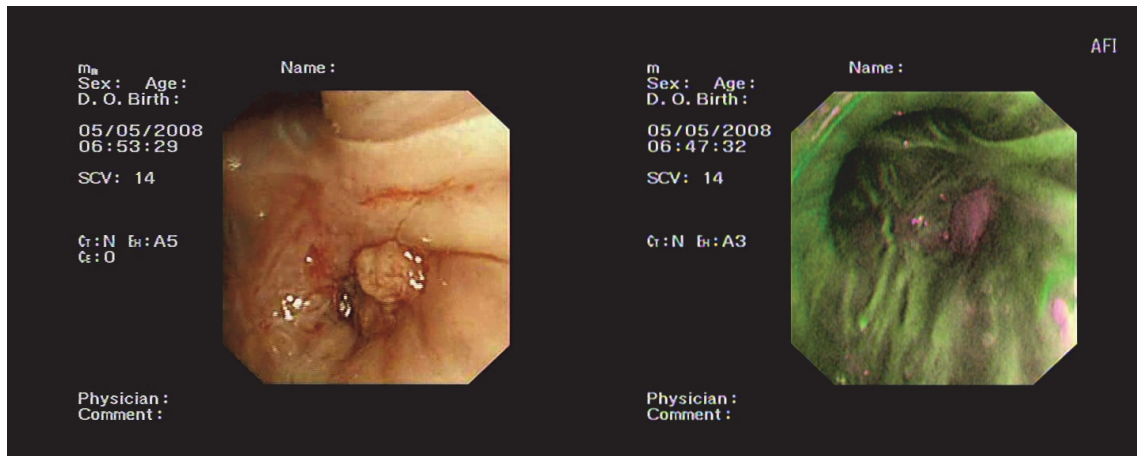 AFI
mm Name :
Sex : Age :
D. O. Birth :
05/05/2008
06:53:29
SCV: 14
CT:N EH:A5
CE:0
Physician :
Comment :
m Name :
Sex : Age :
D. O. Birth :
05/05/2008
06:47:32
SCV: 14
CT:N EH:A3
Physician :
Comment :